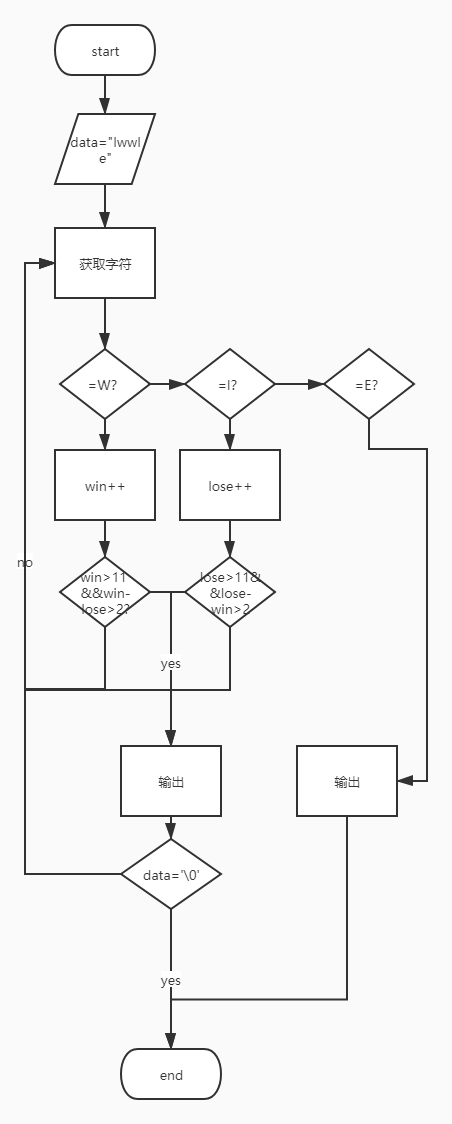 start
data="lwwl
e"
获取字符
=W?
=l?
=E?
win++
lose++
no
win>11
&&win-
lose>2?
lose>11&
&lose-
win>2
yes
输出
输出
data='\0'
yes
end